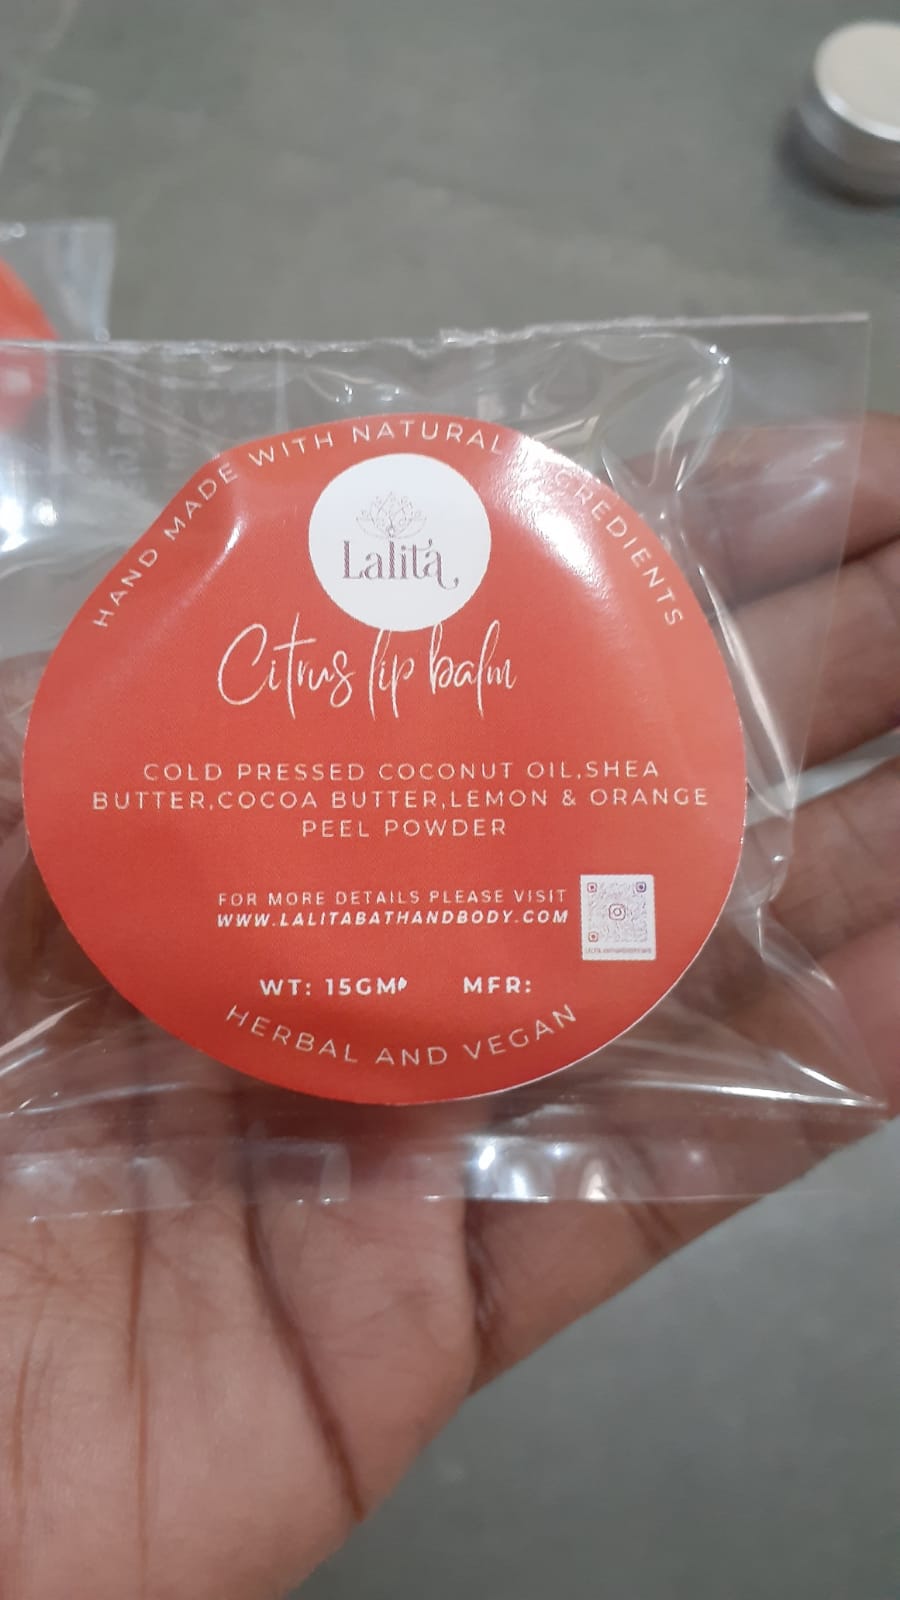 HAND MADE WITH NATURAL INGREDIENTS
Lalita
Citrus lip balm
COLD PRESSED COCONUT OIL,SHEA
BUTTER,COCOA BUTTER,LEMON & ORANGE
PEEL POWDER
FOR MORE DETAILS PLEASE VISIT
WWW.LALITABATHANDBODY.COM
WT: 15GM MFR:
HERBAL AND VEGAN